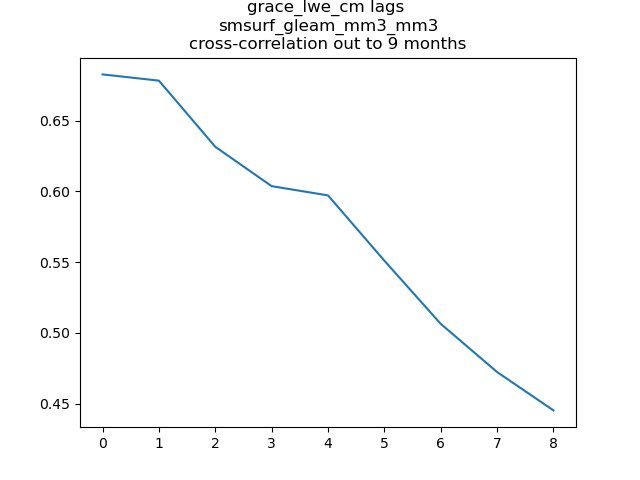 grace_lwe_cm lags
smsurf_gleam_mm3_mm3
cross-correlation out to 9 months
0.65
0.60
0.55
0.50
0.45
0 1 2 3 4 5 6 7 8